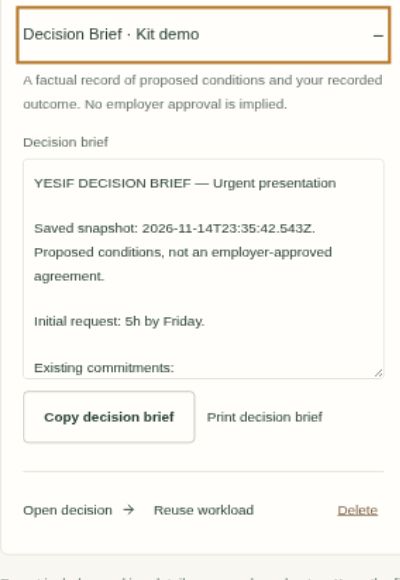 Decision Brief · Kit demo –
A factual record of proposed conditions and your recorded
outcome. No employer approval is implied.
Decision brief
YESIF DECISION BRIEF — Urgent presentation
Saved snapshot: 2026-11-14T23:35:42.543Z.
Proposed conditions, not an employer-approved
agreement.
Initial request: 5h by Friday.
Existing commitments:
Copy decision brief Print decision brief
Open decision → Reuse workload Delete